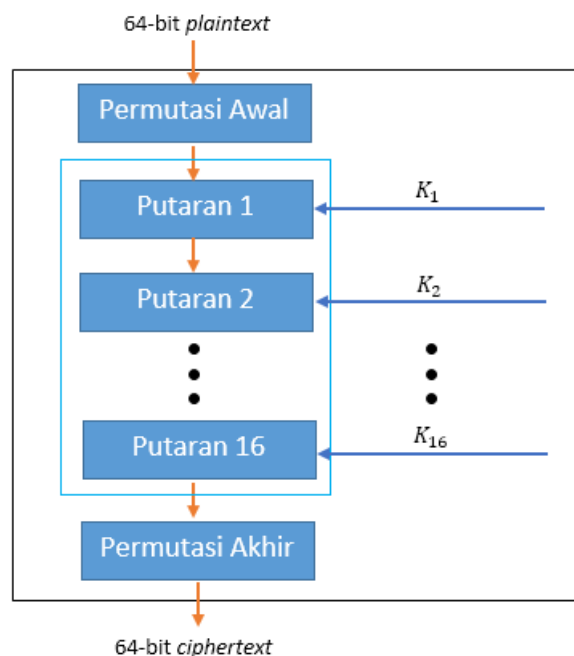 64-bit plaintext
Permutasi Awal
Putaran 1
K₁
Putaran 2
K₂
Putaran 16
K₁₆
Permutasi Akhir
64-bit ciphertext